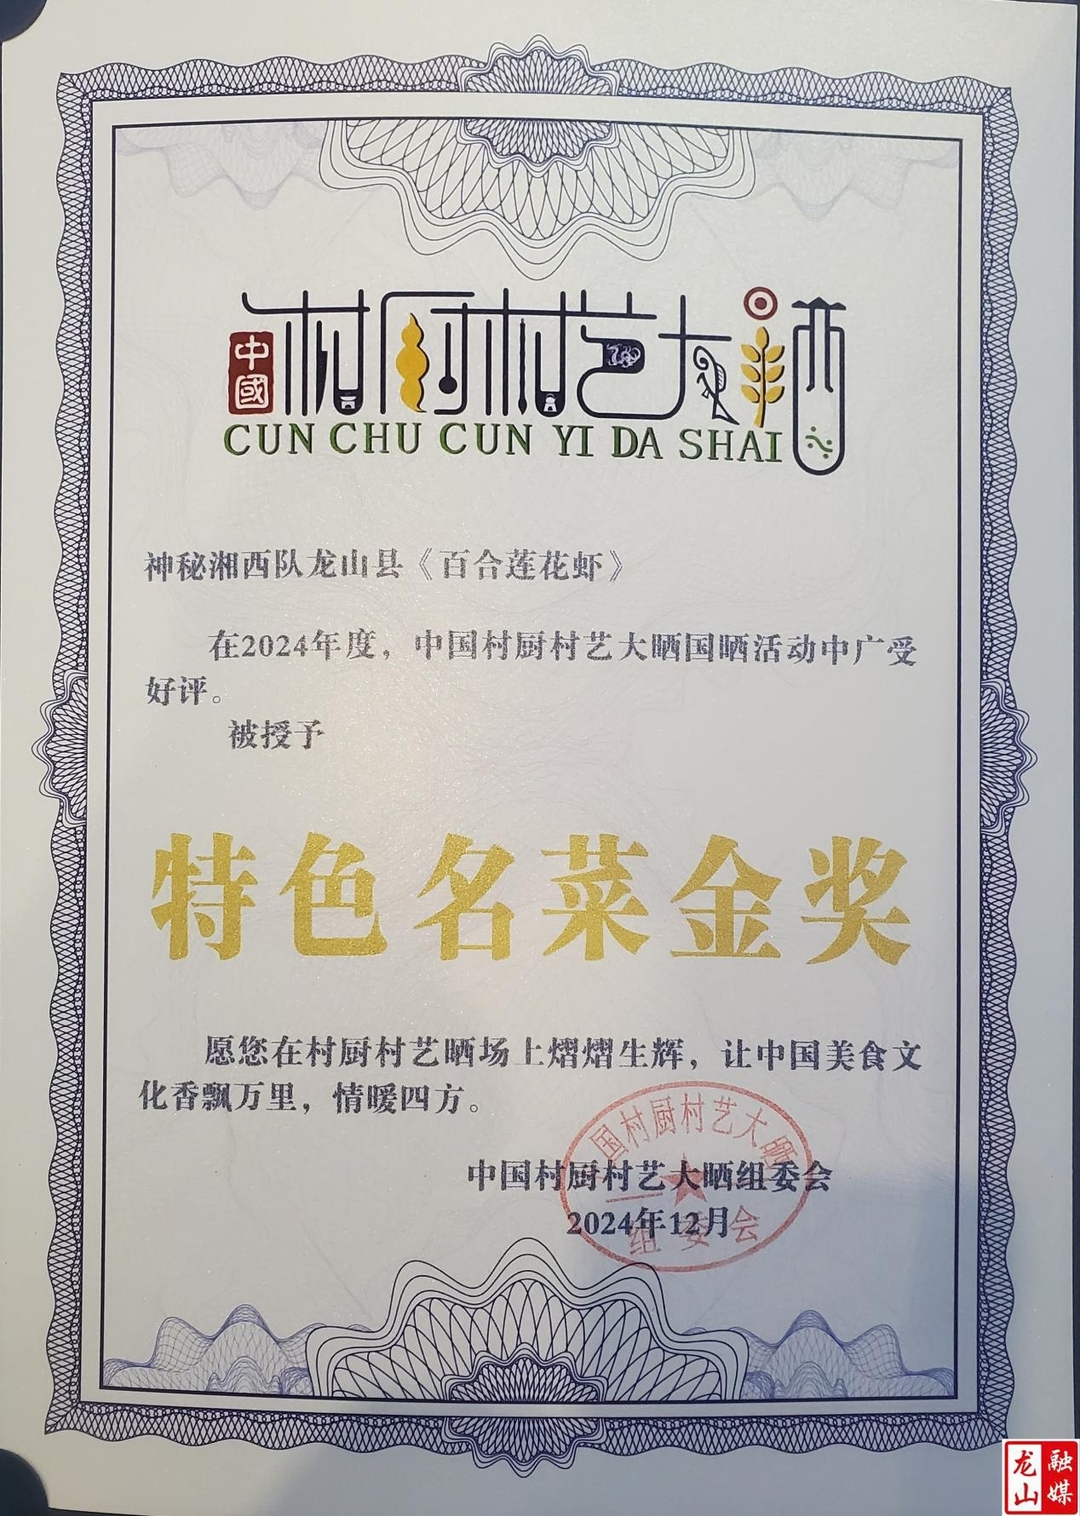 中國
村厨村艺大晒
CUN CHU CUN YI DA SHAI
神秘湘西队龙山县《百合莲花虾》
在2024年度，中国村厨村艺大晒国晒活动中广受
好评。
被授予
特色名菜金奖
愿您在村厨村艺晒场上熠熠生辉，让中国美食文
化香飘万里，情暖四方。
国村厨村艺大晒
中国村厨村艺大晒组委会
2024年12月
组委会
龙山
融媒